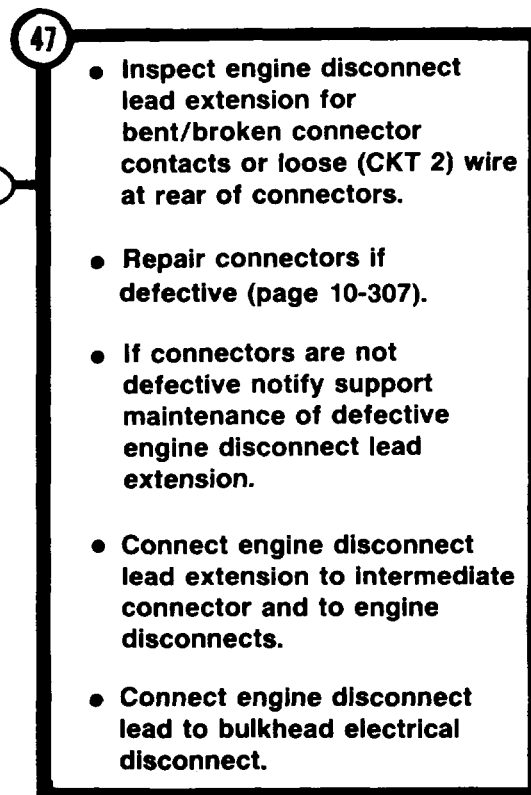 47
● Inspect engine disconnect
lead extension for
bent/broken connector
contacts or loose (CKT 2) wire
at rear of connectors.
● Repair connectors if
defective (page 10-307).
● If connectors are not
defective notify support
maintenance of defective
engine disconnect lead
extension.
● Connect engine disconnect
lead extension to intermediate
connector and to engine
disconnects.
● Connect engine disconnect
lead to bulkhead electrical
disconnect.